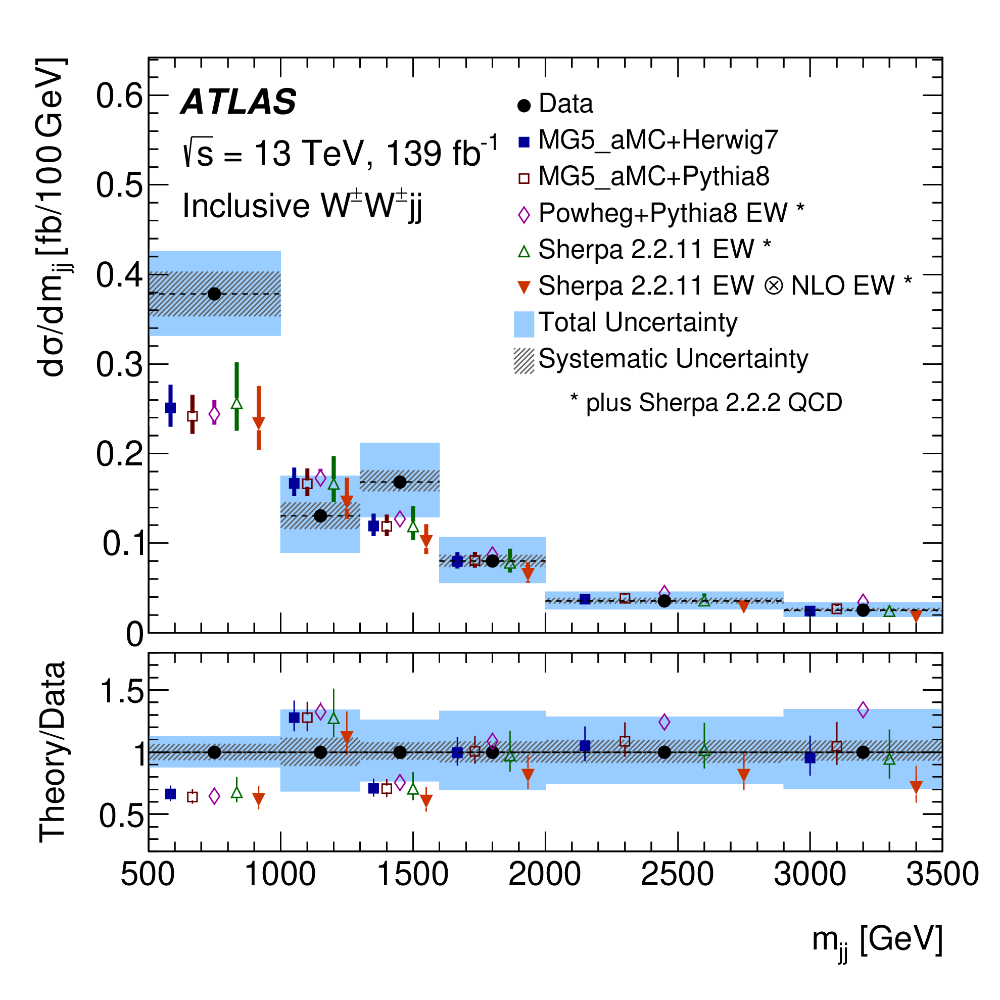 ATLAS
√s = 13 TeV, 139 fb-1
Inclusive W±W±jj
Data
MG5_aMC+Herwig7
MG5_aMC+Pythia8
Powheg+Pythia8 EW *
Sherpa 2.2.11 EW *
Sherpa 2.2.11 EW ⊗ NLO EW *
Total Uncertainty
Systematic Uncertainty
* plus Sherpa 2.2.2 QCD
dσ/dmjj [fb/100 GeV]
0.6
0.5
0.4
0.3
0.2
0.1
0
Theory/Data
1.5
1
0.5
500 1000 1500 2000 2500 3000 3500
mjj [GeV]